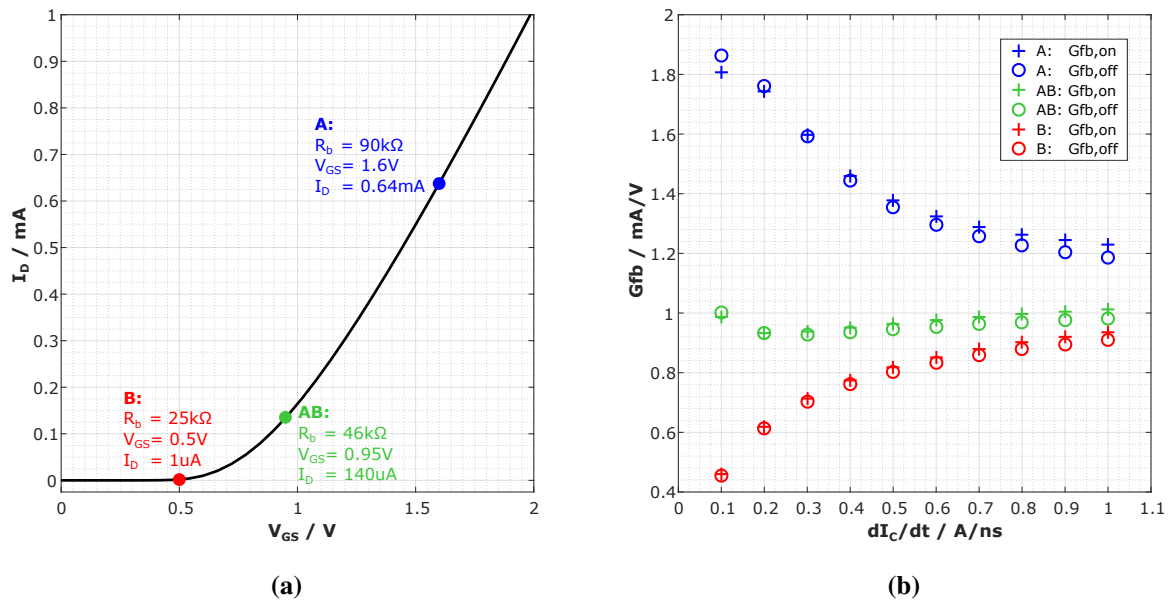 1
0.9
0.8
0.7
0.6
0.5
0.4
0.3
0.2
0.1
0
I_D / mA
A:
R_b = 90kΩ
V_GS= 1.6V
I_D = 0.64mA
B:
R_b = 25kΩ
V_GS= 0.5V
I_D = 1uA
AB:
R_b = 46kΩ
V_GS= 0.95V
I_D = 140uA
0 0.5 1 1.5 2
V_GS / V
(a)
2
1.8
1.6
1.4
1.2
1
0.8
0.6
0.4
Gfb / mA/V
A: Gfb,on
A: Gfb,off
AB: Gfb,on
AB: Gfb,off
B: Gfb,on
B: Gfb,off
0 0.1 0.2 0.3 0.4 0.5 0.6 0.7 0.8 0.9 1.0 1.1
dI_C/dt / A/ns
(b)